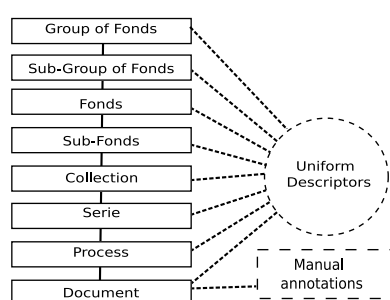 Group of Fonds
Sub-Group of Fonds
Fonds
Sub-Fonds
Collection
Serie
Process
Document
Uniform
Descriptors
Manual
annotations